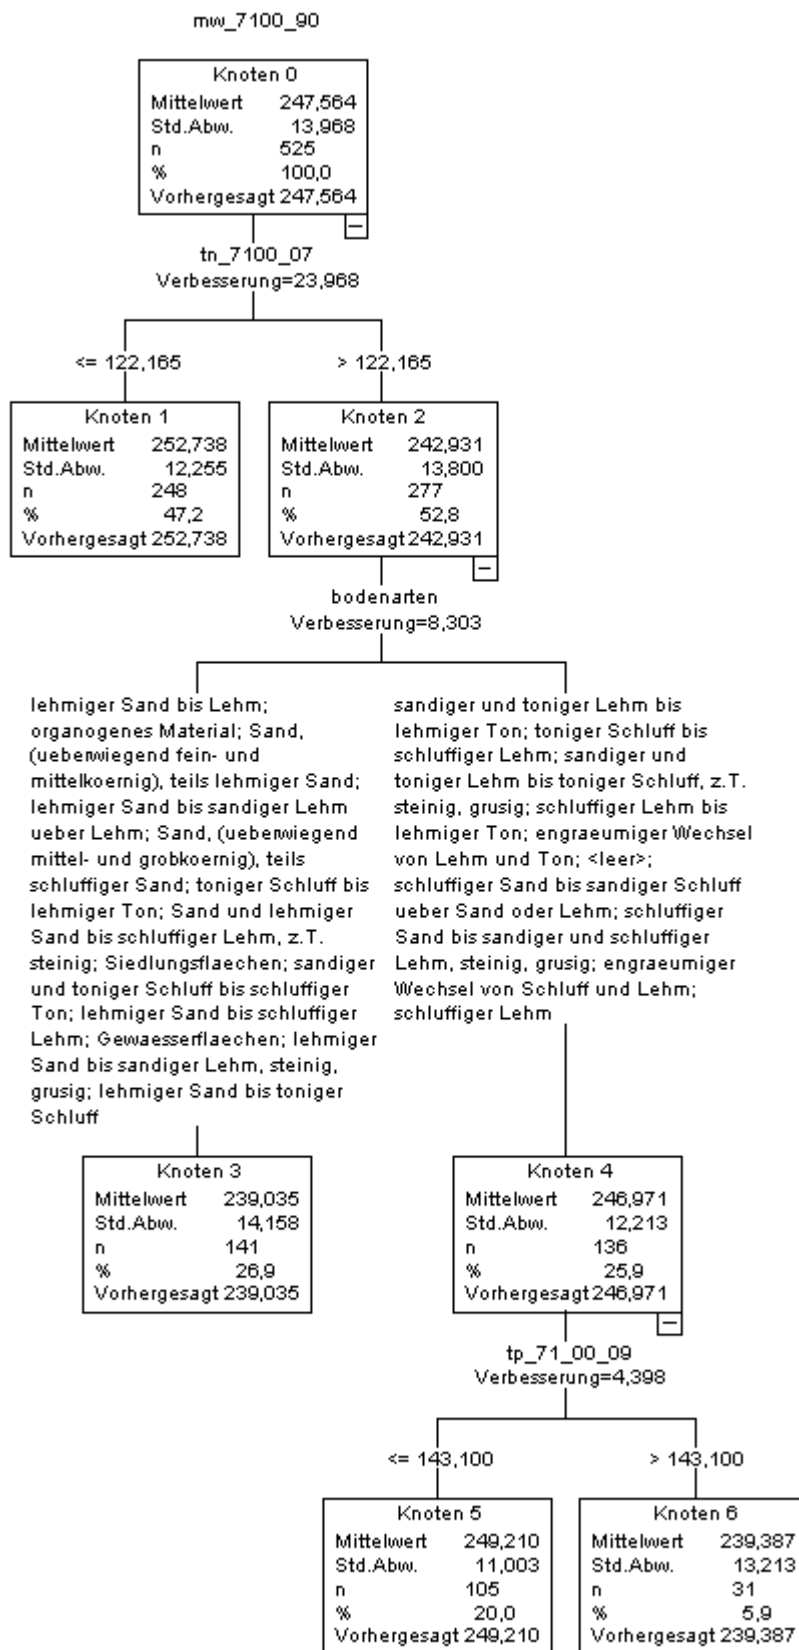 mw_7100_90
Knoten 0
Mittelwert 247,564
Std.Abw. 13,968
n 525
% 100,0
Vorhergesagt 247,564
tn_7100_07
Verbesserung=23,968
<= 122,165
> 122,165
Knoten 1
Mittelwert 252,738
Std.Abw. 12,255
n 248
% 47,2
Vorhergesagt 252,738
Knoten 2
Mittelwert 242,931
Std.Abw. 13,800
n 277
% 52,8
Vorhergesagt 242,931
bodenarten
Verbesserung=8,303
lehmiger Sand bis Lehm;
organogenes Material; Sand,
(ueberwiegend fein- und
mittelkoernig), teils lehmiger Sand;
lehmiger Sand bis sandiger Lehm
ueber Lehm; Sand, (ueberwiegend
mittel- und grobkoernig), teils
schluffiger Sand; toniger Schluff bis
lehmiger Ton; Sand und lehmiger
Sand bis schluffiger Lehm, z.T.
steinig; Siedlungsflaechen; sandiger
und toniger Schluff bis schluffiger
Ton; lehmiger Sand bis schluffiger
Lehm; Gewaesserflaechen; lehmiger
Sand bis sandiger Lehm, steinig,
grusig; lehmiger Sand bis toniger
Schluff
sandiger und toniger Lehm bis
lehmiger Ton; toniger Schluff bis
schluffiger Lehm; sandiger und
toniger Lehm bis toniger Schluff, z.T.
steinig, grusig; schluffiger Lehm bis
lehmiger Ton; engraeumiger Wechsel
von Lehm und Ton; <leer>;
schluffiger Sand bis sandiger Schluff
ueber Sand oder Lehm; schluffiger
Sand bis sandiger und schluffiger
Lehm, steinig, grusig; engraeumiger
Wechsel von Schluff und Lehm;
schluffiger Lehm
Knoten 3
Mittelwert 239,035
Std.Abw. 14,158
n 141
% 26,9
Vorhergesagt 239,035
Knoten 4
Mittelwert 246,971
Std.Abw. 12,213
n 136
% 25,9
Vorhergesagt 246,971
tp_71_00_09
Verbesserung=4,398
<= 143,100
> 143,100
Knoten 5
Mittelwert 249,210
Std.Abw. 11,003
n 105
% 20,0
Vorhergesagt 249,210
Knoten 6
Mittelwert 239,387
Std.Abw. 13,213
n 31
% 5,9
Vorhergesagt 239,387